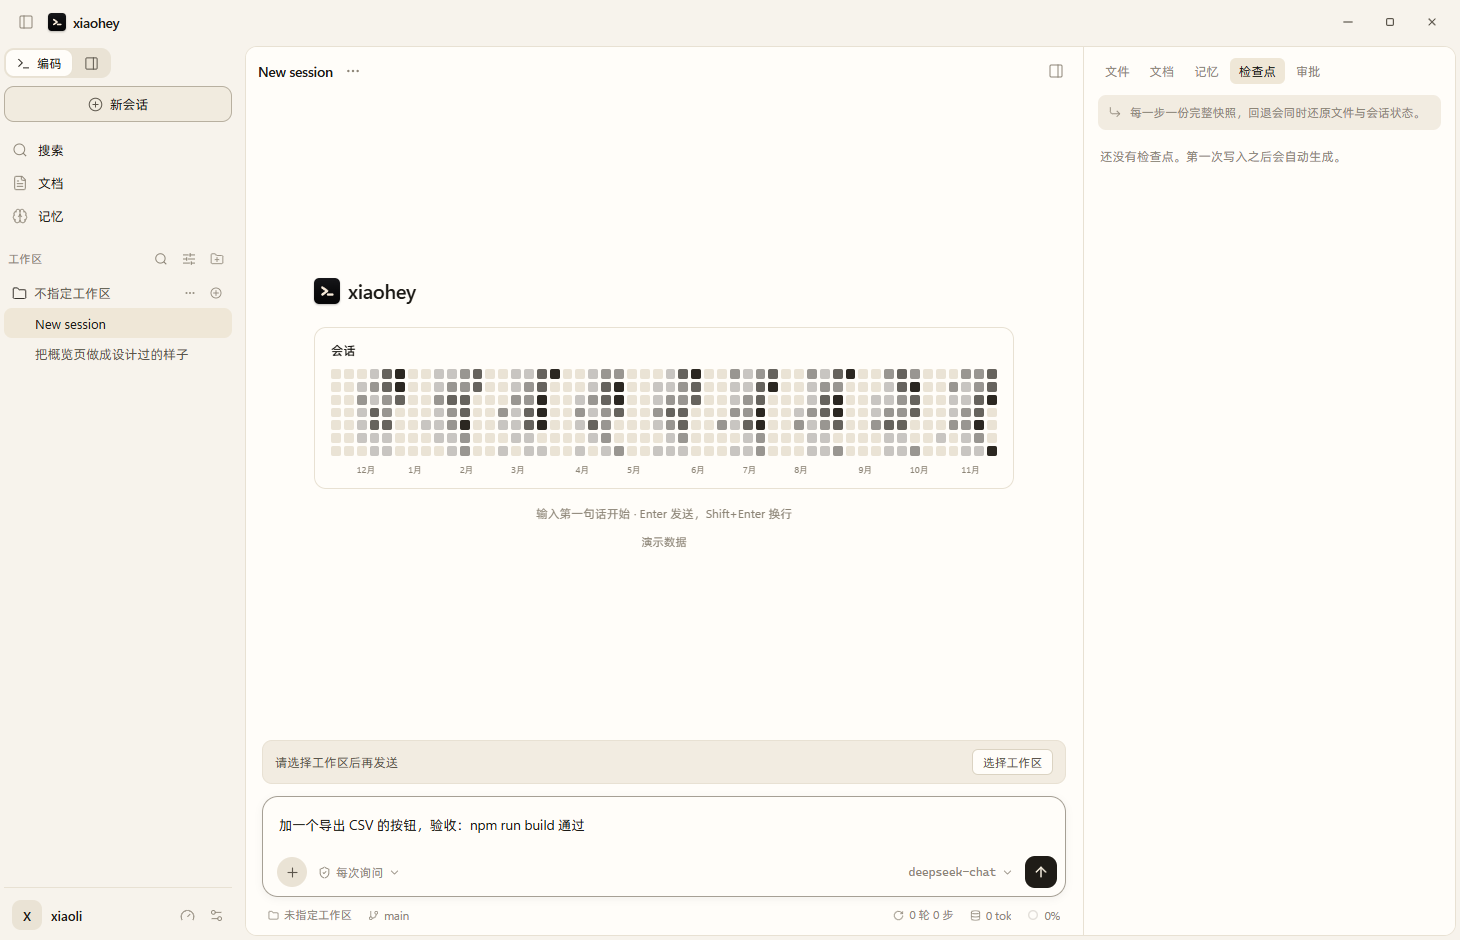 xiaohey
编码
新会话
搜索
文档
记忆
工作区
不指定工作区
New session
把概览页做成设计过的样子
X
xiaoli
New session
xiaohey
会话
12月 1月 2月 3月 4月 5月 6月 7月 8月 9月 10月 11月
输入第一句话开始 · Enter 发送，Shift+Enter 换行
演示数据
请选择工作区后再发送
选择工作区
加一个导出 CSV 的按钮，验收：npm run build 通过
每次询问
deepseek-chat
未指定工作区
main
0 轮 0 步
0 tok
0%
文件 文档 记忆 检查点 审批
每一步一份完整快照，回退会同时还原文件与会话状态。
还没有检查点。第一次写入之后会自动生成。